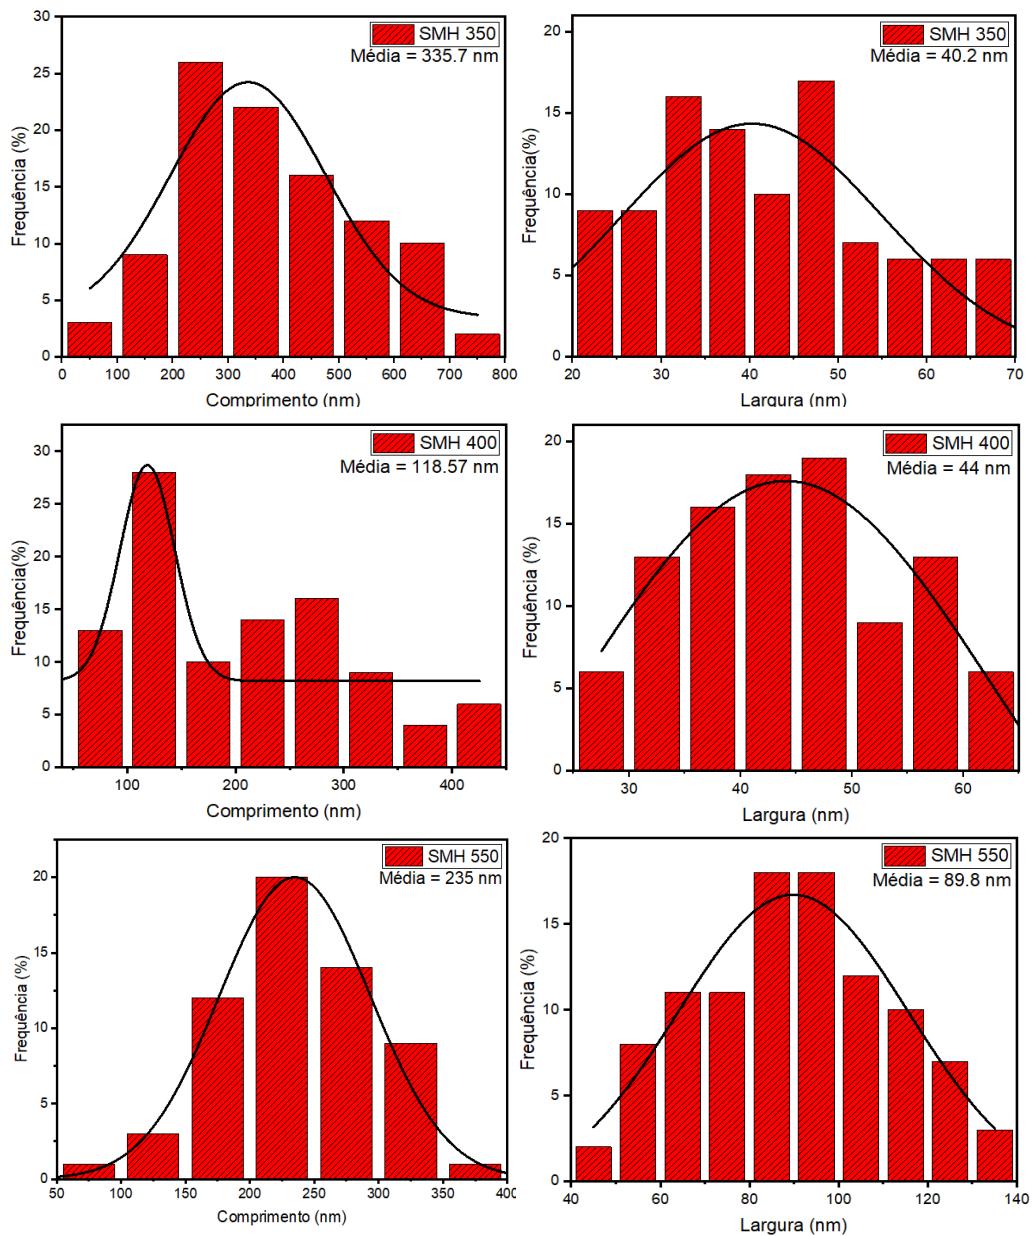 SMH 350
Média = 335.7 nm
Frequência (%)
30
25
20
15
10
5
0
0 100 200 300 400 500 600 700 800
Comprimento (nm)
SMH 350
Média = 40.2 nm
Frequência(%)
20
15
10
5
0
20 30 40 50 60 70
Largura (nm)
SMH 400
Média = 118.57 nm
Frequência(%)
30
25
20
15
10
5
0
100 200 300 400
Comprimento (nm)
SMH 400
Média = 44 nm
Frequência (%)
20
15
10
5
0
30 40 50 60
Largura (nm)
SMH 550
Média = 235 nm
Frequência (%)
20
15
10
5
0
50 100 150 200 250 300 350 400
Comprimento (nm)
SMH 550
Média = 89.8 nm
Frequência (%)
20
15
10
5
0
40 60 80 100 120 140
Largura (nm)